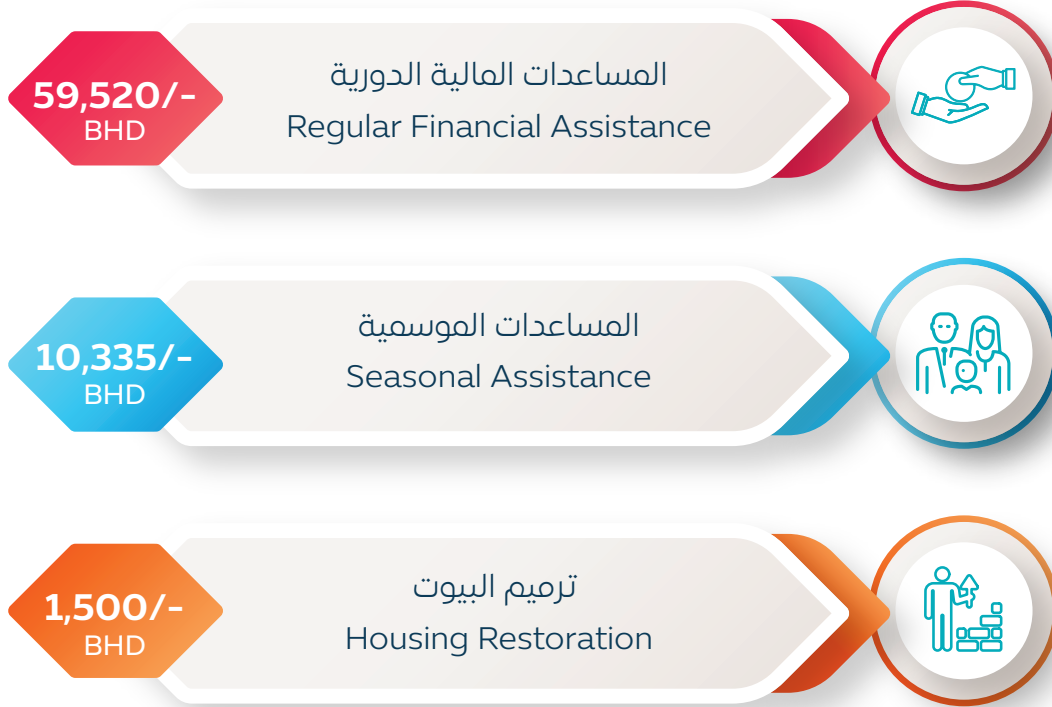 59,520/-
BHD
المساعدات المالية الدورية
Regular Financial Assistance
10,335/-
BHD
المساعدات الموسمية
Seasonal Assistance
1,500/-
BHD
ترميم البيوت
Housing Restoration